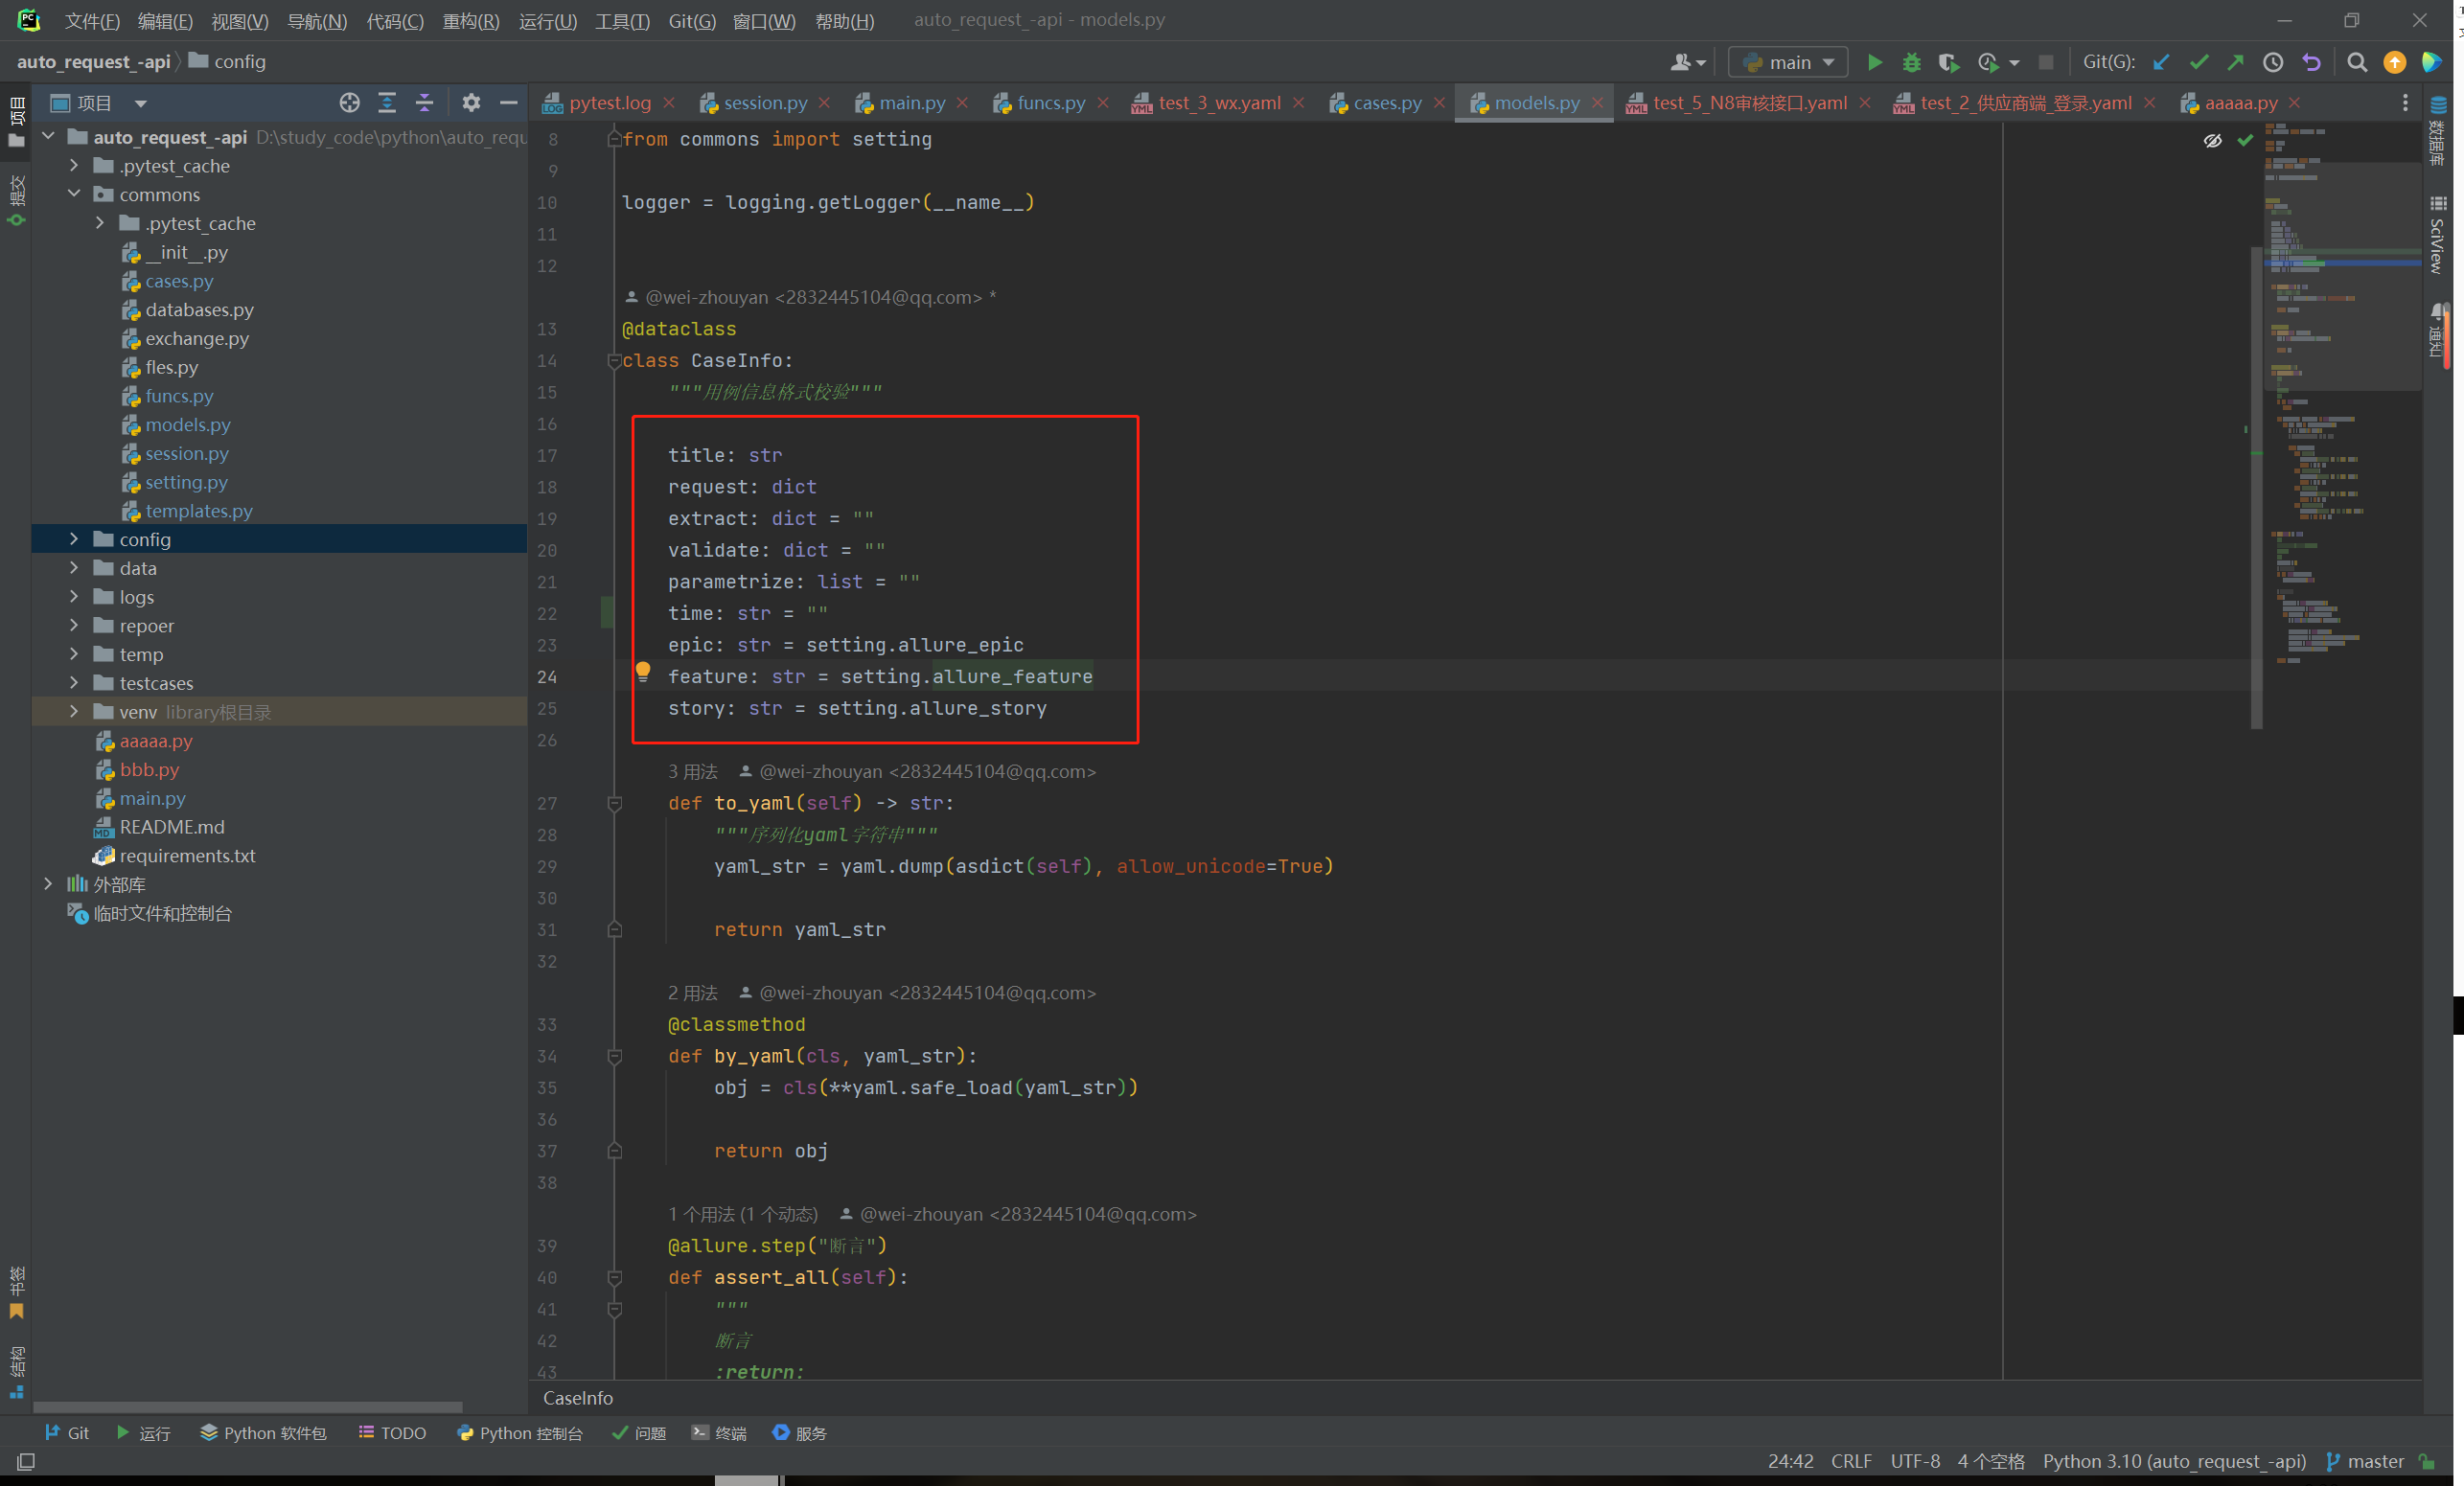 文件(F) 编辑(E) 视图(V) 导航(N) 代码(C) 重构(R) 运行(U) 工具(T) Git(G) 窗口(W) 帮助(H) auto_request_-api - models.py
auto_request_-api config main Git(G):
项目
pytest.log session.py main.py funcs.py test_3_wx.yaml cases.py models.py test_5_N8审核接口.yaml test_2_供应商端_登录.yaml aaaaa.py
项目
提交
书签
结构
auto_request_-api D:\study_code\python\auto_requ
.pytest_cache
commons
.pytest_cache
__init__.py
cases.py
databases.py
exchange.py
fles.py
funcs.py
models.py
session.py
setting.py
templates.py
config
data
logs
repoer
temp
testcases
venv library根目录
aaaaa.py
bbb.py
main.py
README.md
requirements.txt
外部库
临时文件和控制台
8 from commons import setting
9
10 logger = logging.getLogger(__name__)
11
12
@wei-zhouyan <2832445104@qq.com> *
13 @dataclass
14 class CaseInfo:
15 """用例信息格式校验"""
16
17 title: str
18 request: dict
19 extract: dict = ""
20 validate: dict = ""
21 parametrize: list = ""
22 time: str = ""
23 epic: str = setting.allure_epic
24 feature: str = setting.allure_feature
25 story: str = setting.allure_story
26
3 用法 @wei-zhouyan <2832445104@qq.com>
27 def to_yaml(self) -> str:
28 """序列化yaml字符串"""
29 yaml_str = yaml.dump(asdict(self), allow_unicode=True)
30
31 return yaml_str
32
2 用法 @wei-zhouyan <2832445104@qq.com>
33 @classmethod
34 def by_yaml(cls, yaml_str):
35 obj = cls(**yaml.safe_load(yaml_str))
36
37 return obj
38
1 个用法 (1 个动态) @wei-zhouyan <2832445104@qq.com>
39 @allure.step("断言")
40 def assert_all(self):
41 """
42 断言
43 :return:
CaseInfo
数据库
SciView
通知
Git 运行 Python 软件包 TODO Python 控制台 问题 终端 服务
24:42 CRLF UTF-8 4 个空格 Python 3.10 (auto_request_-api) master